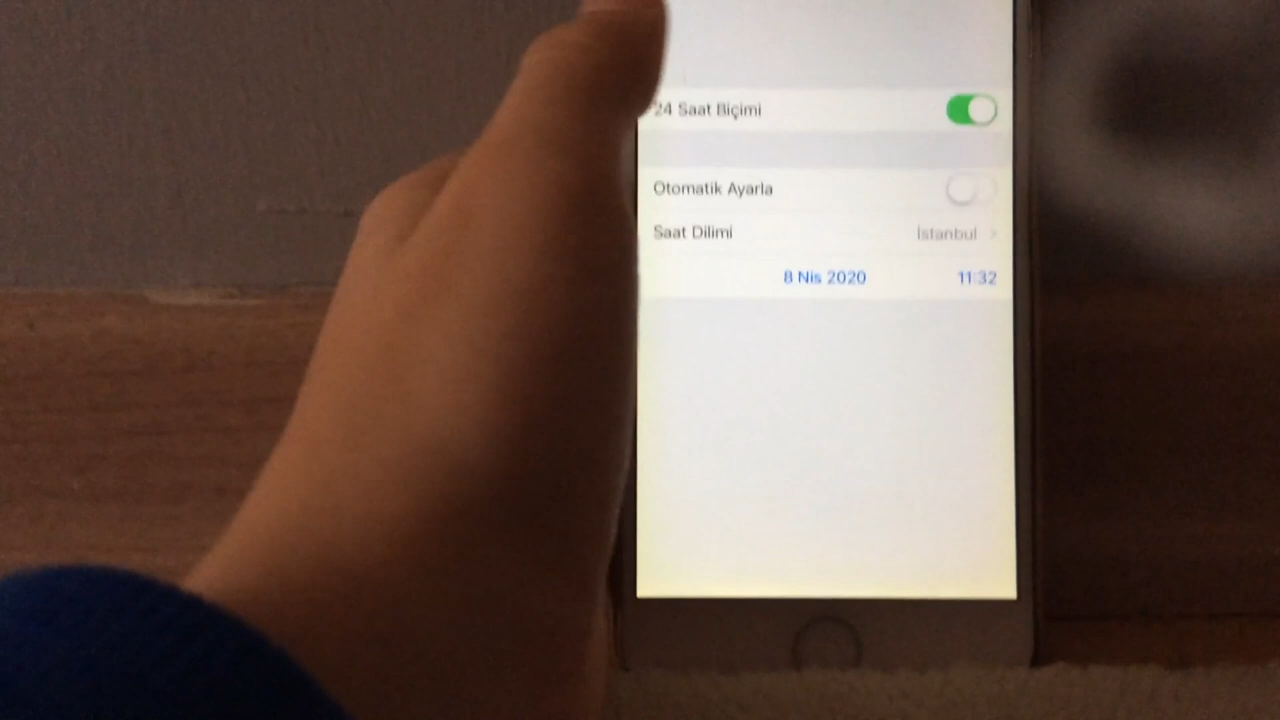 24 Saat Biçimi
Otomatik Ayarla
Saat Dilimi İstanbul
8 Nis 2020 11:32